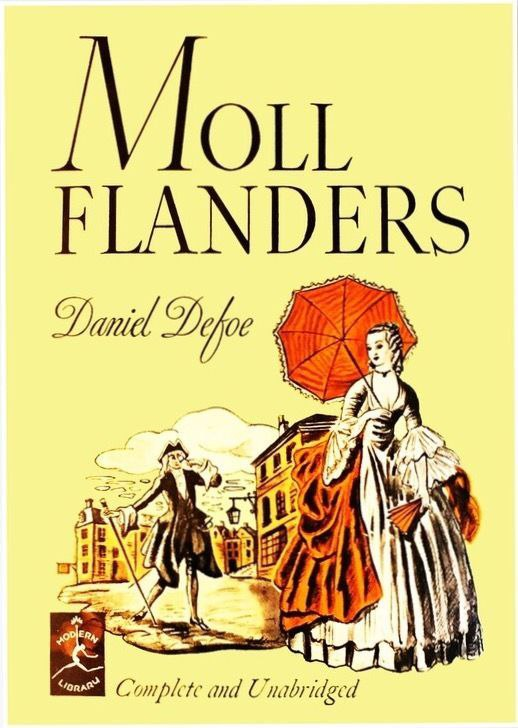 MOLL
FLANDERS
Daniel Defoe
MODERN
LIBRARY
Complete and Unabridged